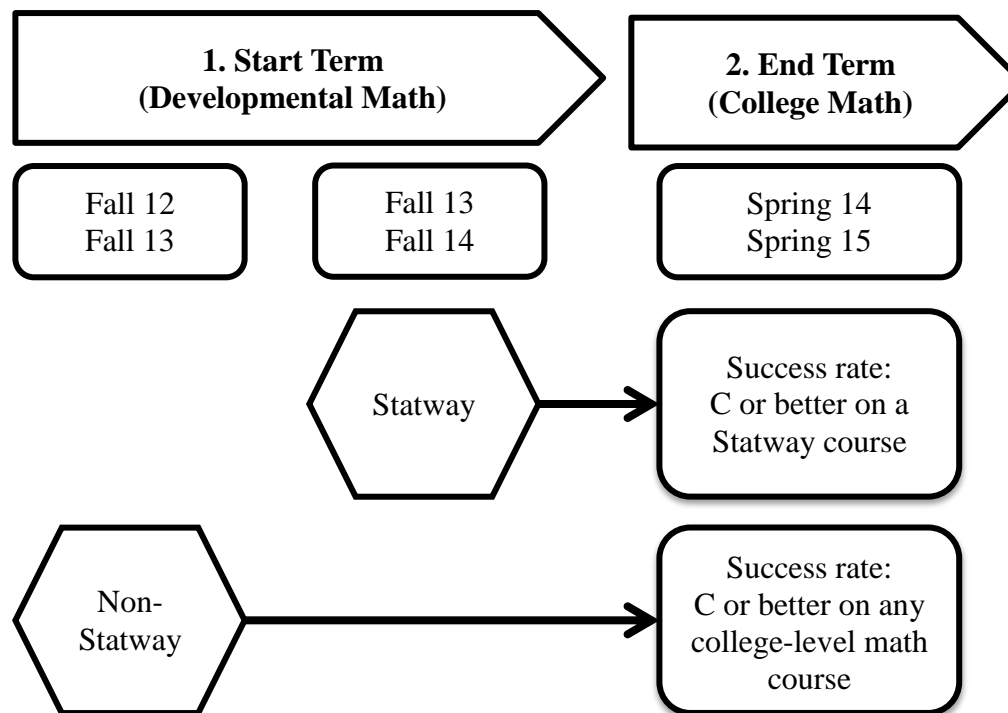 1. Start Term
(Developmental Math)
2. End Term
(College Math)
Fall 12
Fall 13
Fall 13
Fall 14
Spring 14
Spring 15
Statway
Success rate:
C or better on a
Statway course
Non-
Statway
Success rate:
C or better on any
college-level math
course